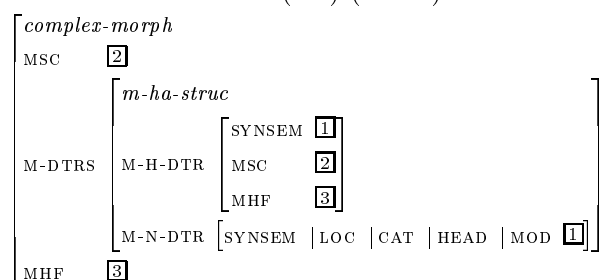 complex-morph
MSC 2
m-ha-struc
SYNSEM 1
M-DTRS M-H-DTR MSC 2
MHF 3
M-N-DTR [SYNSEM |LOC |CAT |HEAD |MOD 1]
MHF 3